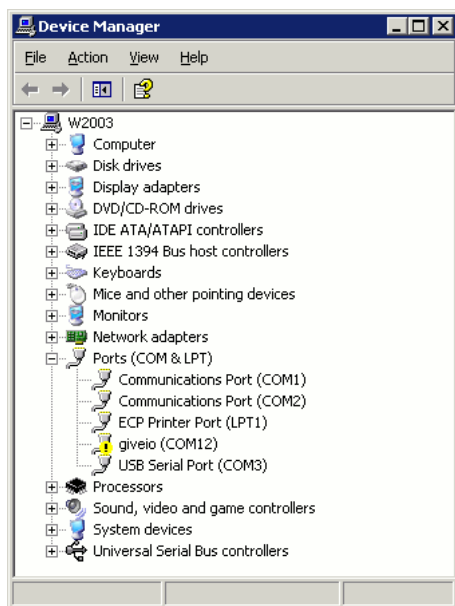 Device Manager
File Action View Help
W2003
Computer
Disk drives
Display adapters
DVD/CD-ROM drives
IDE ATA/ATAPI controllers
IEEE 1394 Bus host controllers
Keyboards
Mice and other pointing devices
Monitors
Network adapters
Ports (COM & LPT)
Communications Port (COM1)
Communications Port (COM2)
ECP Printer Port (LPT1)
giveio (COM12)
USB Serial Port (COM3)
Processors
Sound, video and game controllers
System devices
Universal Serial Bus controllers